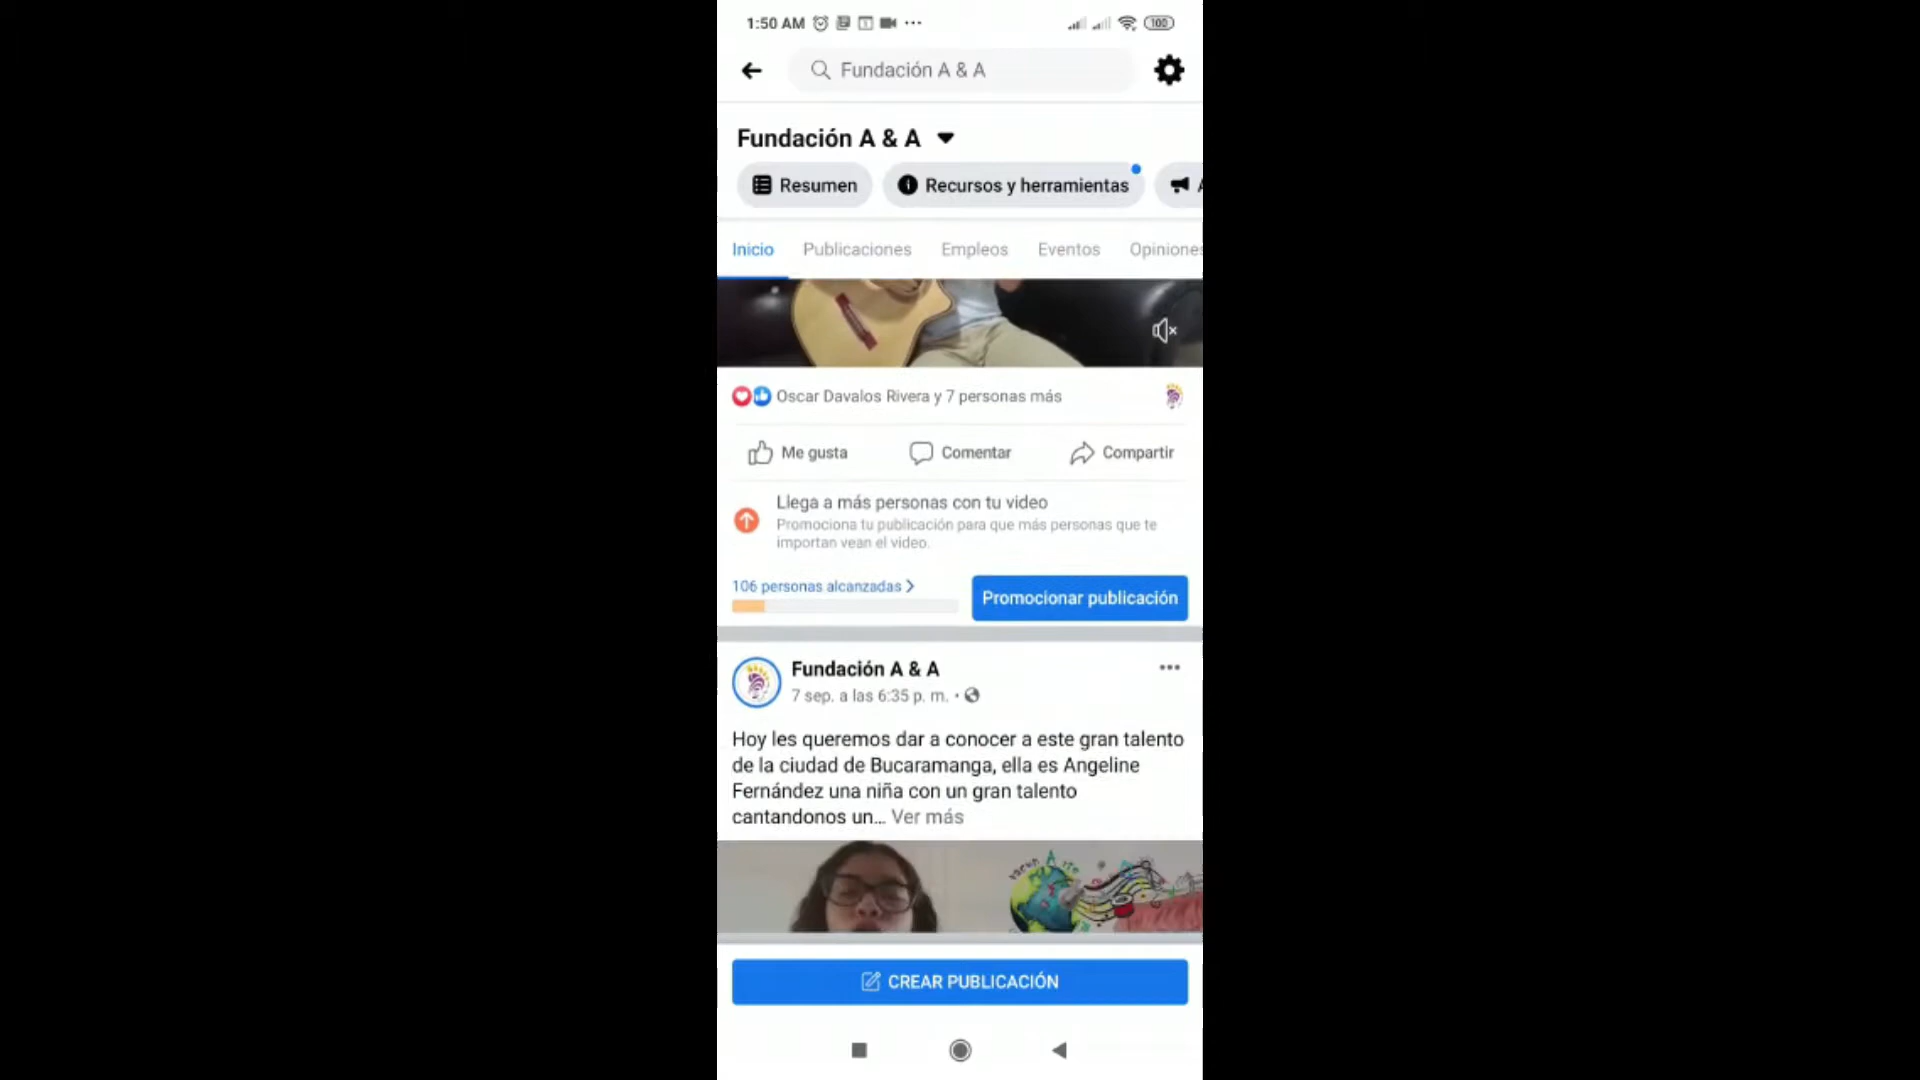 1:50 AM
100
Fundación A & A
Fundación A & A
Resumen
Recursos y herramientas
Inicio
Publicaciones
Empleos
Eventos
Opiniones
Oscar Davalos Rivera y 7 personas más
Me gusta
Comentar
Compartir
Llega a más personas con tu video
Promociona tu publicación para que más personas que te
importan vean el video.
106 personas alcanzadas
Promocionar publicación
Fundación A & A
7 sep. a las 6:35 p. m.
Hoy les queremos dar a conocer a este gran talento
de la ciudad de Bucaramanga, ella es Angeline
Fernández una niña con un gran talento
cantandonos un... Ver más
CREAR PUBLICACIÓN